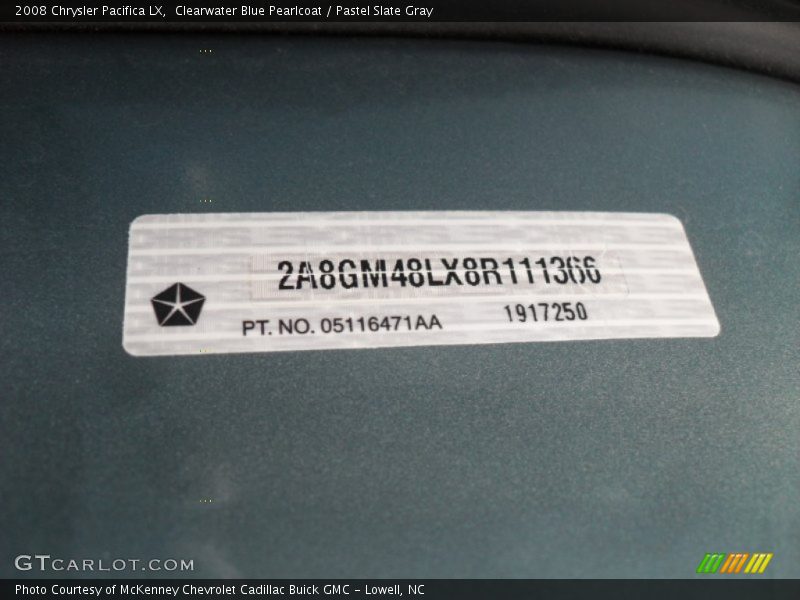 2008 Chrysler Pacifica LX,  Clearwater Blue Pearlcoat / Pastel Slate Gray
2A8GM48LX8R111366
PT. NO. 05116471AA 1917250
GTCARLOT.COM
Photo Courtesy of McKenney Chevrolet Cadillac Buick GMC - Lowell, NC